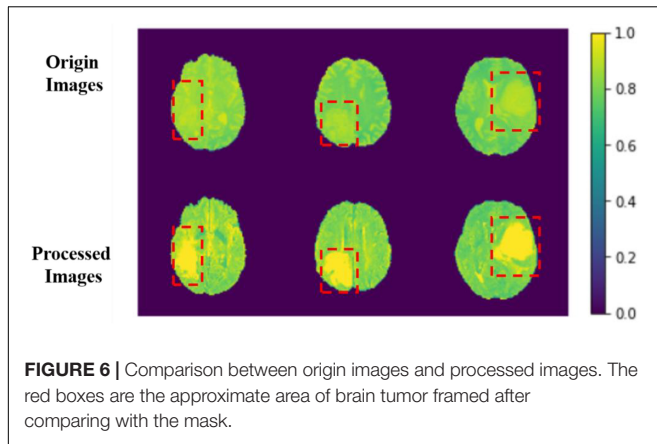 Origin
Images
Processed
Images
1.0
0.8
0.6
0.4
0.2
0.0
FIGURE 6 | Comparison between origin images and processed images. The
red boxes are the approximate area of brain tumor framed after
comparing with the mask.